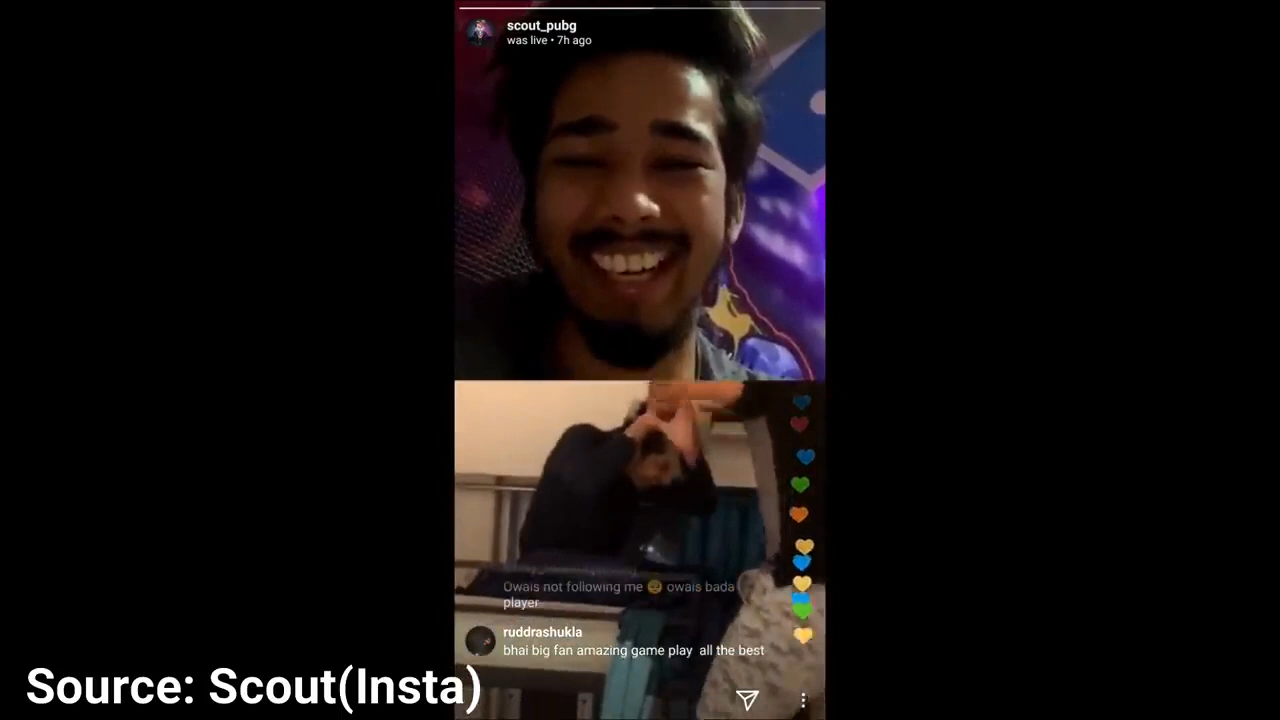 scout_pubg
was live • 7h ago
Owais not following me 🥺 owais bada
player
ruddrashukla
bhai big fan amazing game play all the best
Source: Scout(Insta)